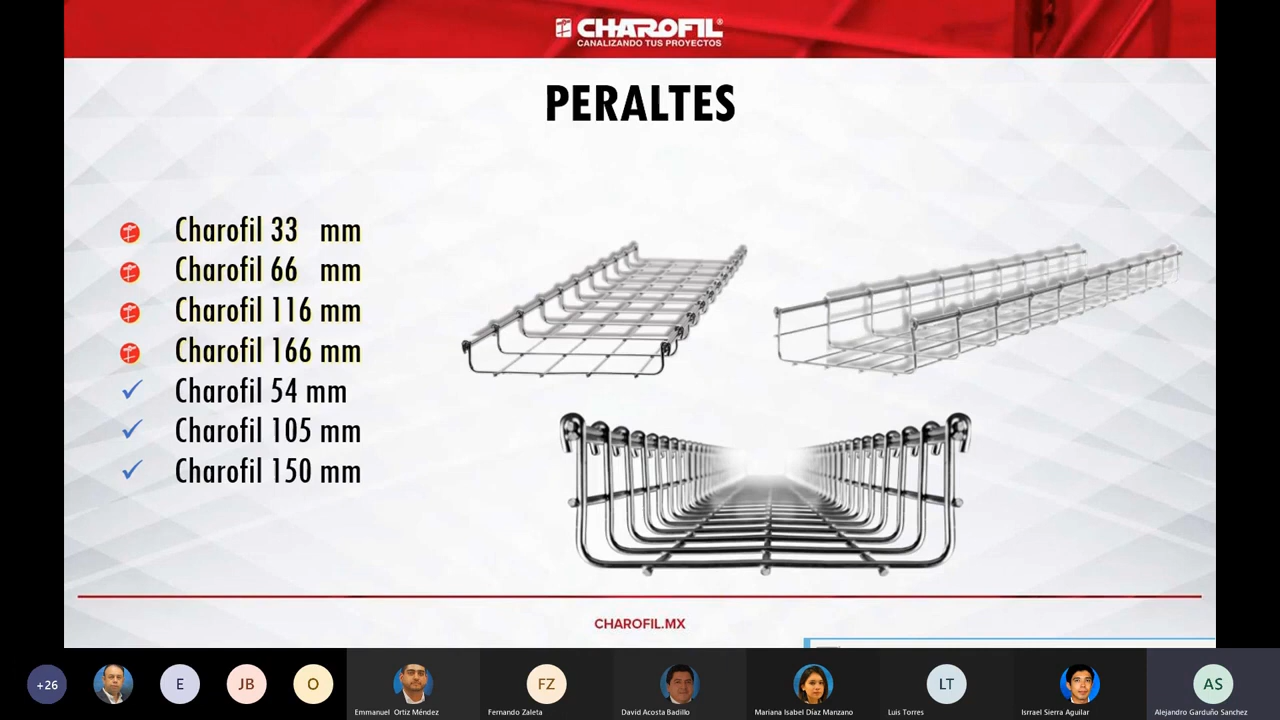 CHAROFIL®
CANALIZANDO TUS PROYECTOS
PERALTES
Charofil 33 mm
Charofil 66 mm
Charofil 116 mm
Charofil 166 mm
Charofil 54 mm
Charofil 105 mm
Charofil 150 mm
CHAROFIL.MX
+26
E
JB
O
Emmanuel Ortiz Méndez
FZ
Fernando Zaleta
David Acosta Badillo
Mariana Isabel Díaz Manzano
LT
Luis Torres
Isrrael Sierra Aguilar
AS
Alejandro Garduño Sanchez